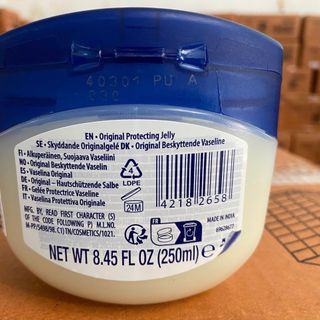 40301 PU A
030
EN • Original Protecting Jelly
SE • Skyddande Originalgelé DK • Original Beskyttende Vaseline
FI • Alkuperäinen, Suojaava Vaseliini
NO • Original Beskyttende Vaselin
ES • Vaselina Original
DE • Original - Hautschützende Salbe
FR • Gelée Protectrice Vaseline
IT • Vaselina Protettiva Originale
4
LDPE
24M
4218 2658
MFG. BY. READ FIRST CHARACTER (S)
OF THE CODE FOLLOWING P) M.L.NO.
FR
MADE IN INDIA
69628677
NET WT 8.45 FL OZ (250ml) e